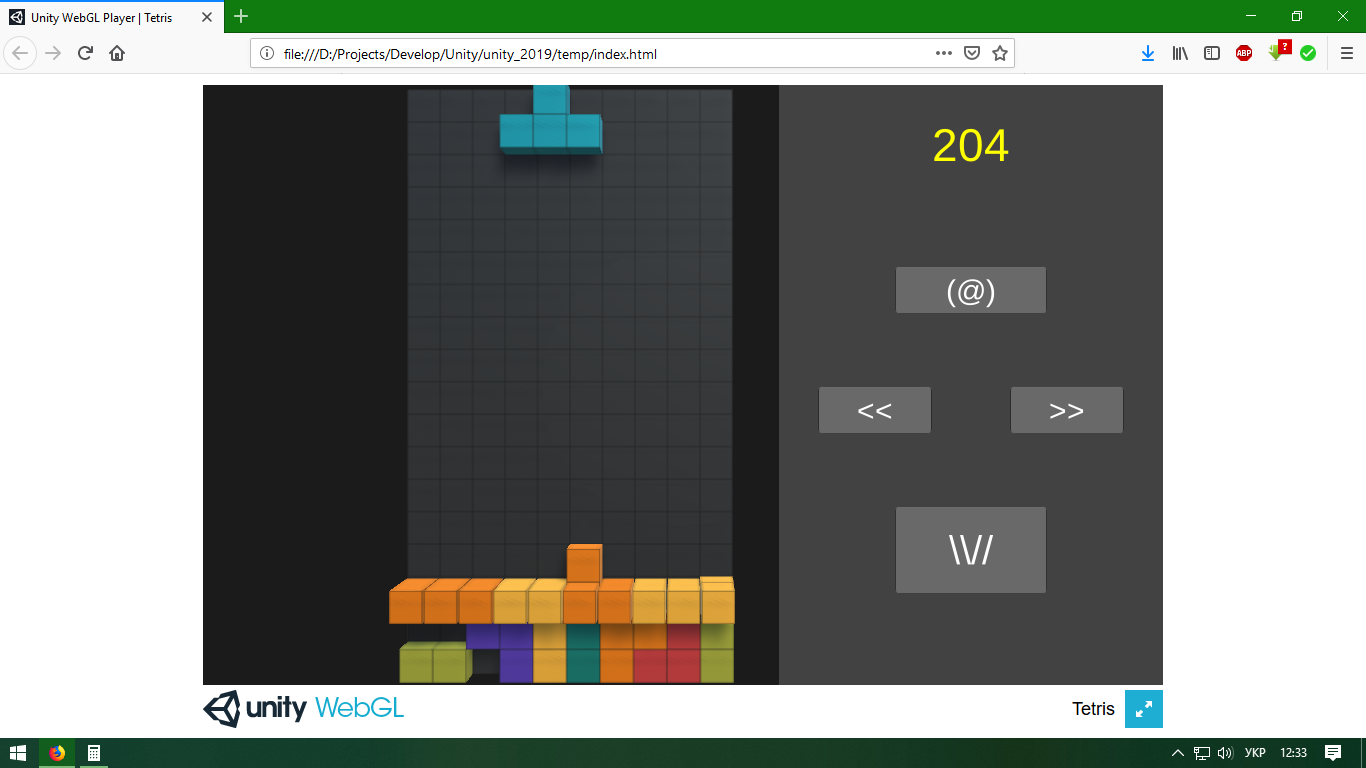 Unity WebGL Player | Tetris
file:///D:/Projects/Develop/Unity/unity_2019/temp/index.html
ABP
?
204
(@)
<< >>
\\//
unity WebGL
Tetris
УКР 12:33